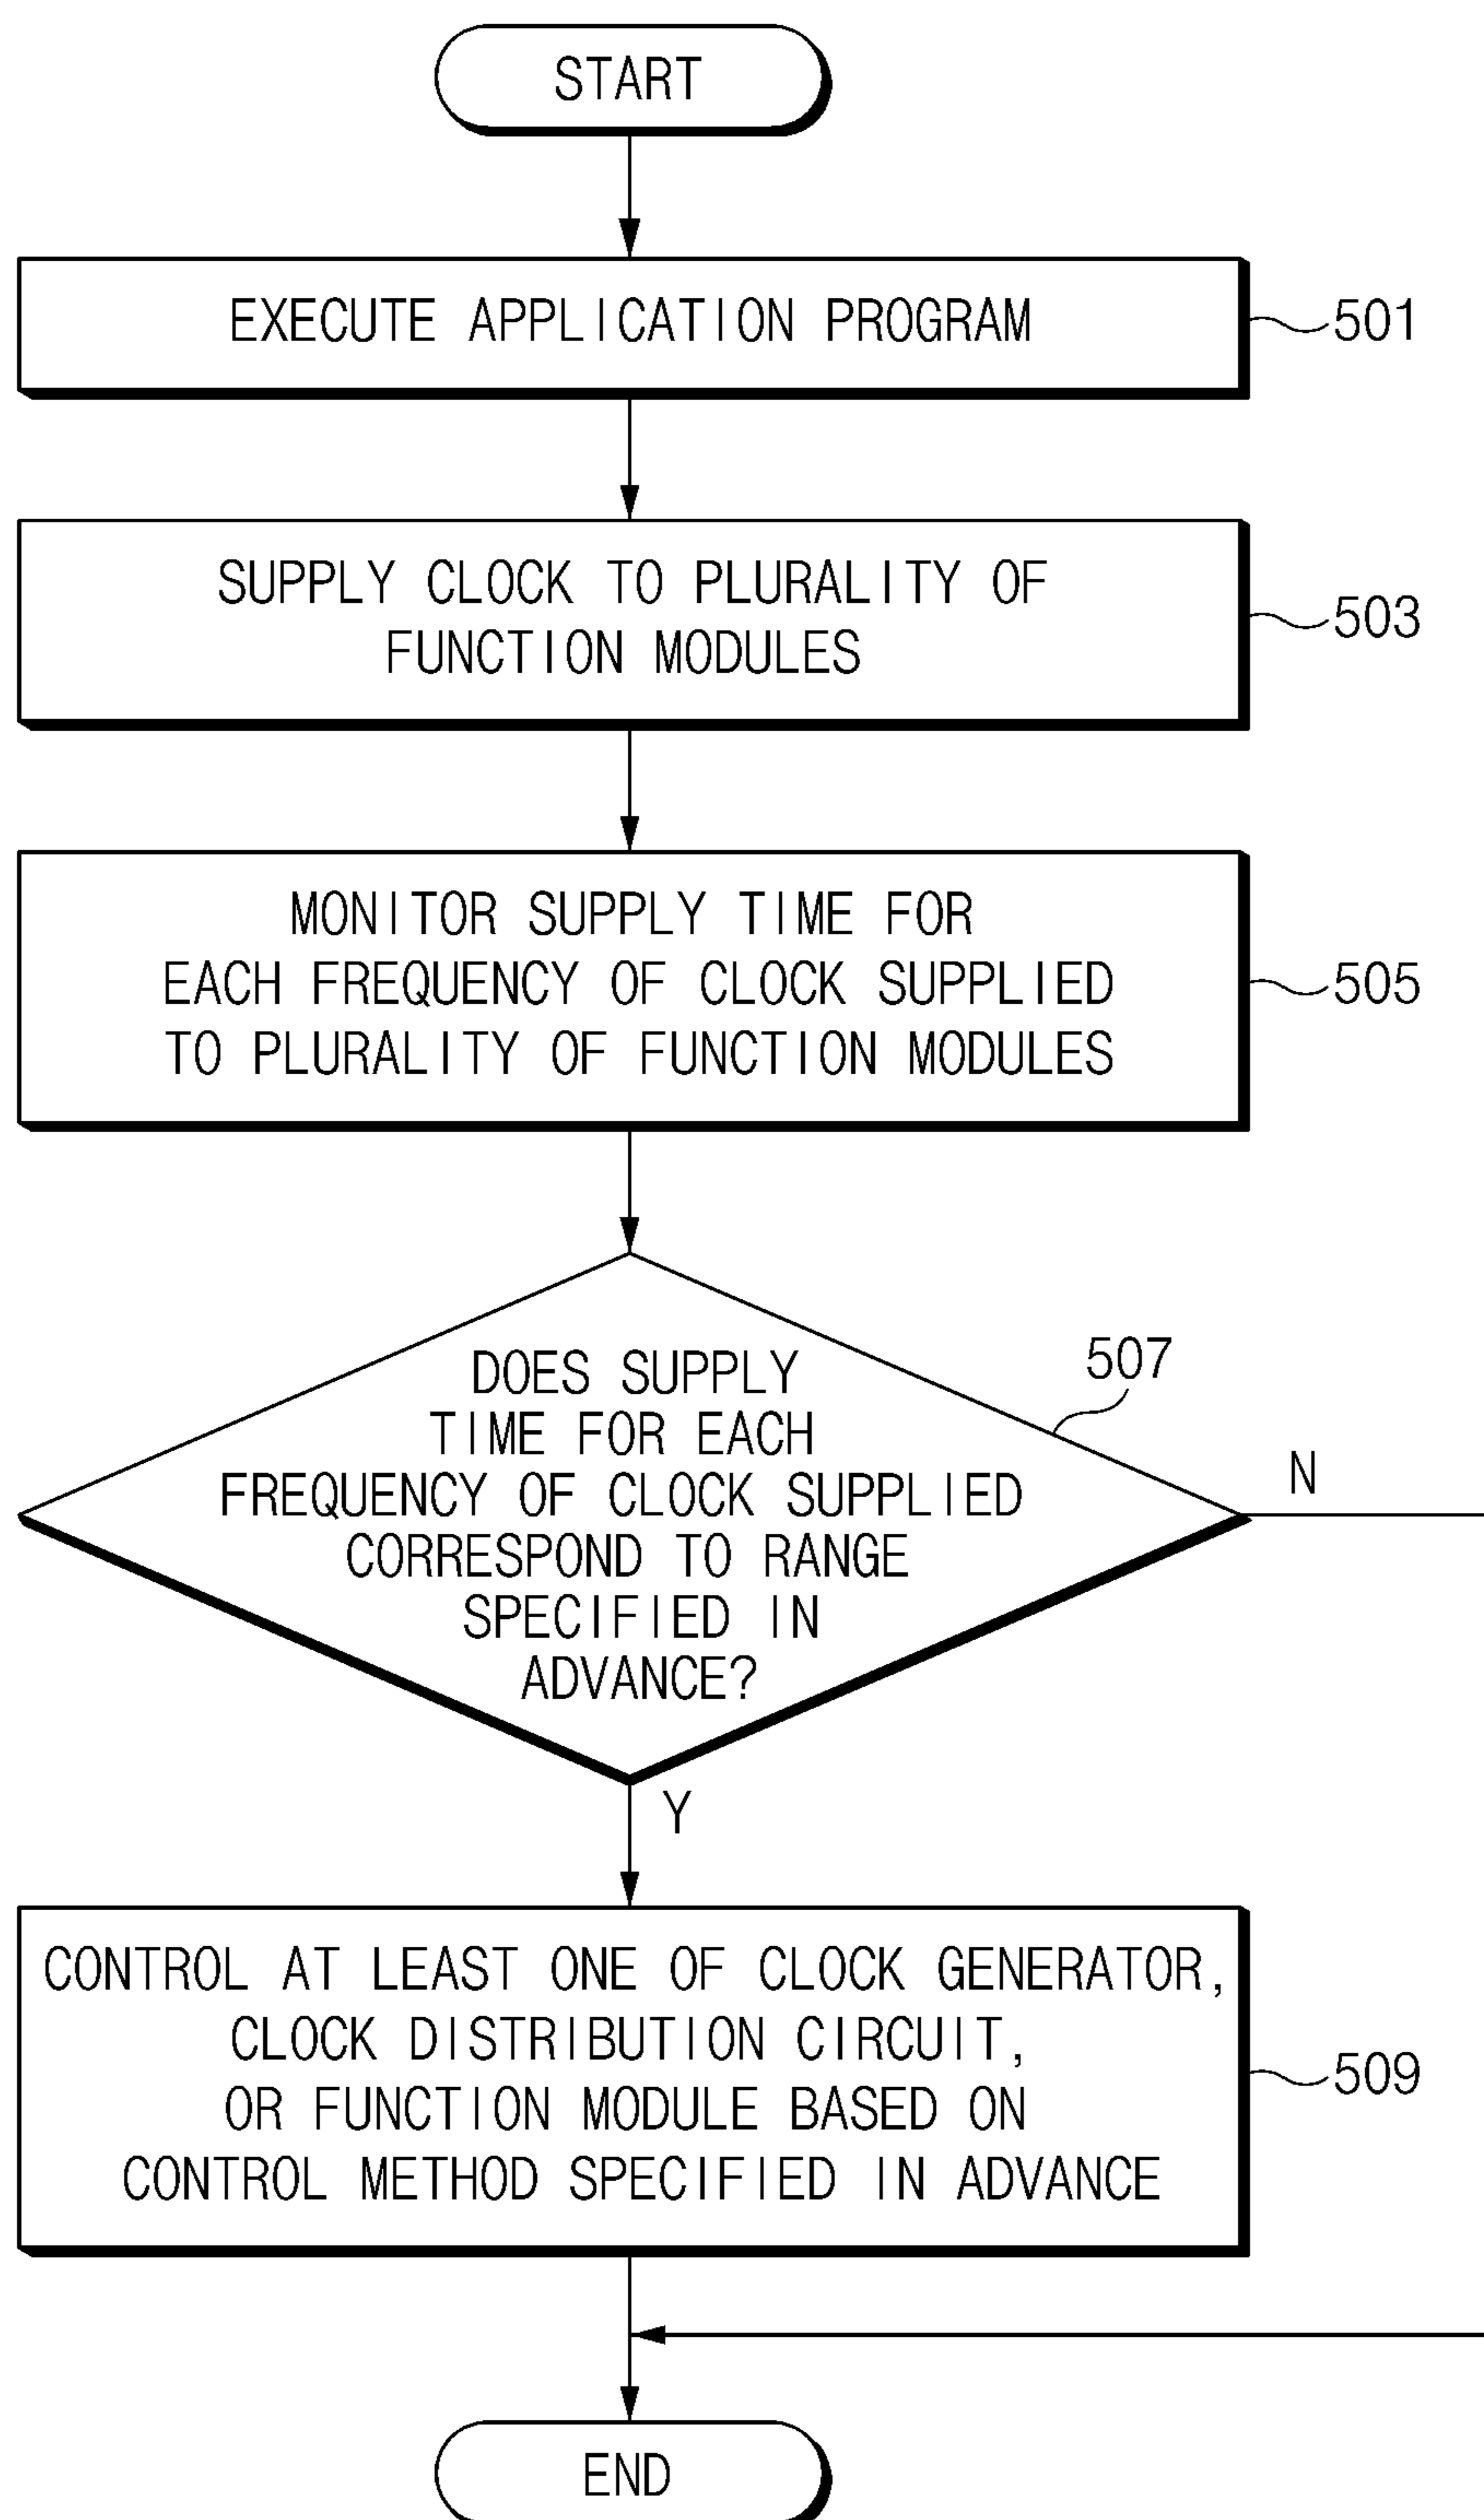 START
EXECUTE APPLICATION PROGRAM
501
SUPPLY CLOCK TO PLURALITY OF
FUNCTION MODULES
503
MONITOR SUPPLY TIME FOR
EACH FREQUENCY OF CLOCK SUPPLIED
TO PLURALITY OF FUNCTION MODULES
505
DOES SUPPLY
TIME FOR EACH
FREQUENCY OF CLOCK SUPPLIED
CORRESPOND TO RANGE
SPECIFIED IN
ADVANCE?
507
N
Y
CONTROL AT LEAST ONE OF CLOCK GENERATOR,
CLOCK DISTRIBUTION CIRCUIT,
OR FUNCTION MODULE BASED ON
CONTROL METHOD SPECIFIED IN ADVANCE
509
END